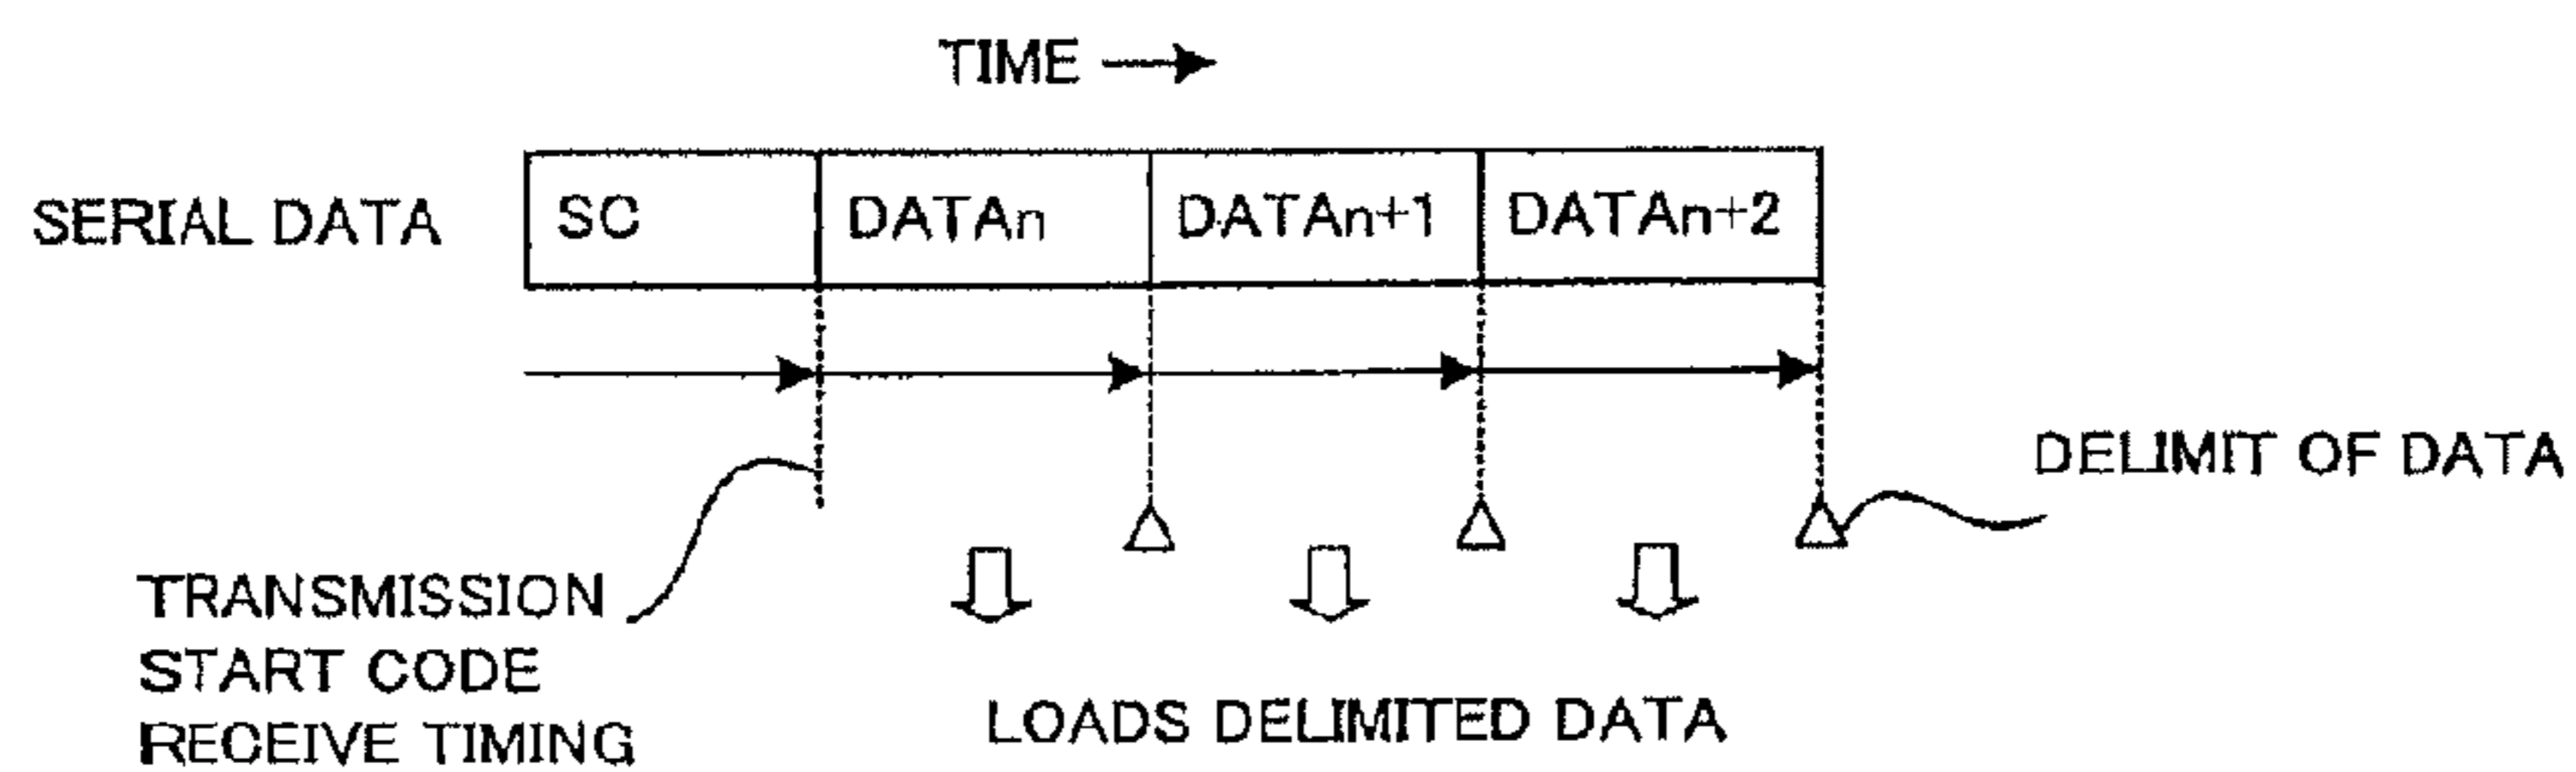 TIME
SERIAL DATA
SC
DATAn
DATAn+1
DATAn+2
DELIMIT OF DATA
TRANSMISSION
START CODE
RECEIVE TIMING
LOADS DELIMITED DATA